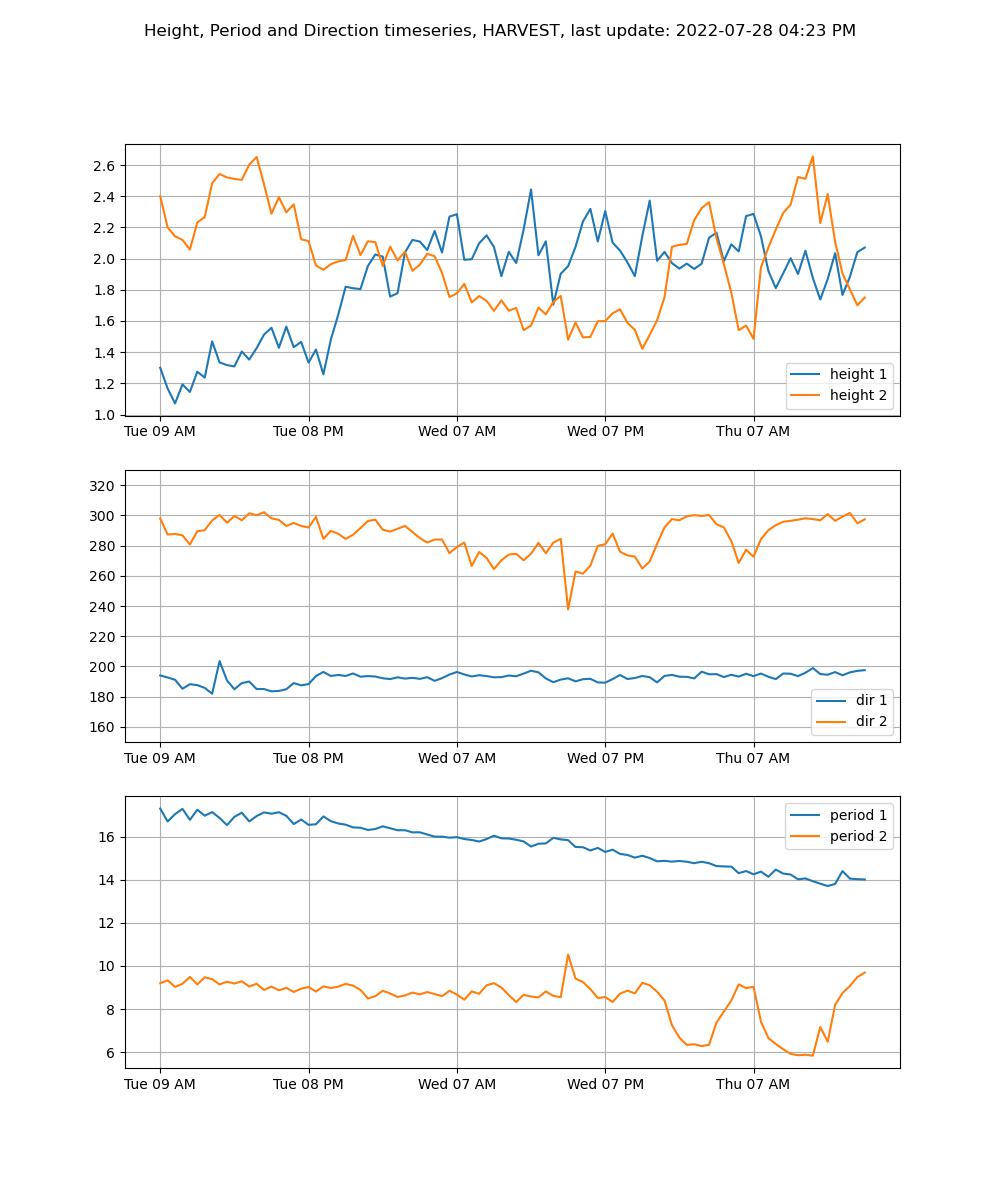 Height, Period and Direction timeseries, HARVEST, last update: 2022-07-28 04:23 PM
2.6
2.4
2.2
2.0
1.8
1.6
1.4
1.2
1.0
height 1
height 2
Tue 09 AM Tue 08 PM Wed 07 AM Wed 07 PM Thu 07 AM
320
300
280
260
240
220
200
180
160
dir 1
dir 2
Tue 09 AM Tue 08 PM Wed 07 AM Wed 07 PM Thu 07 AM
period 1
period 2
16
14
12
10
8
6
Tue 09 AM Tue 08 PM Wed 07 AM Wed 07 PM Thu 07 AM